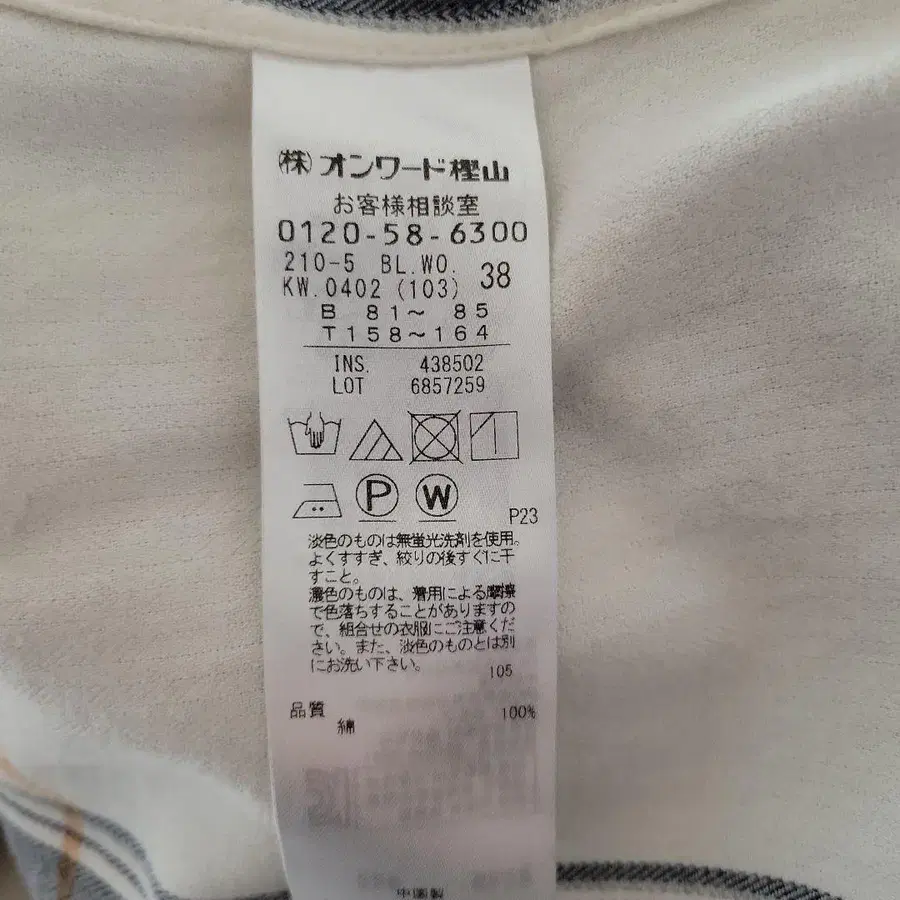 ㈱オンワード樫山
お客様相談室
0120-58-6300
210-5 BL.WO. 38
KW.0402 (103)
B 81～ 85
T158～164
INS. 438502
LOT 6857259
P W
P23
淡色のものは無蛍光洗剤を使用。
よくすすぎ、絞りの後すぐに干
すこと。
濃色のものは、着用による摩擦
で色落ちすることがありますの
で、組合せの衣服にご注意くだ
さい。また、淡色のものとは別
にお洗い下さい。
105
品質
綿 100%
中国製